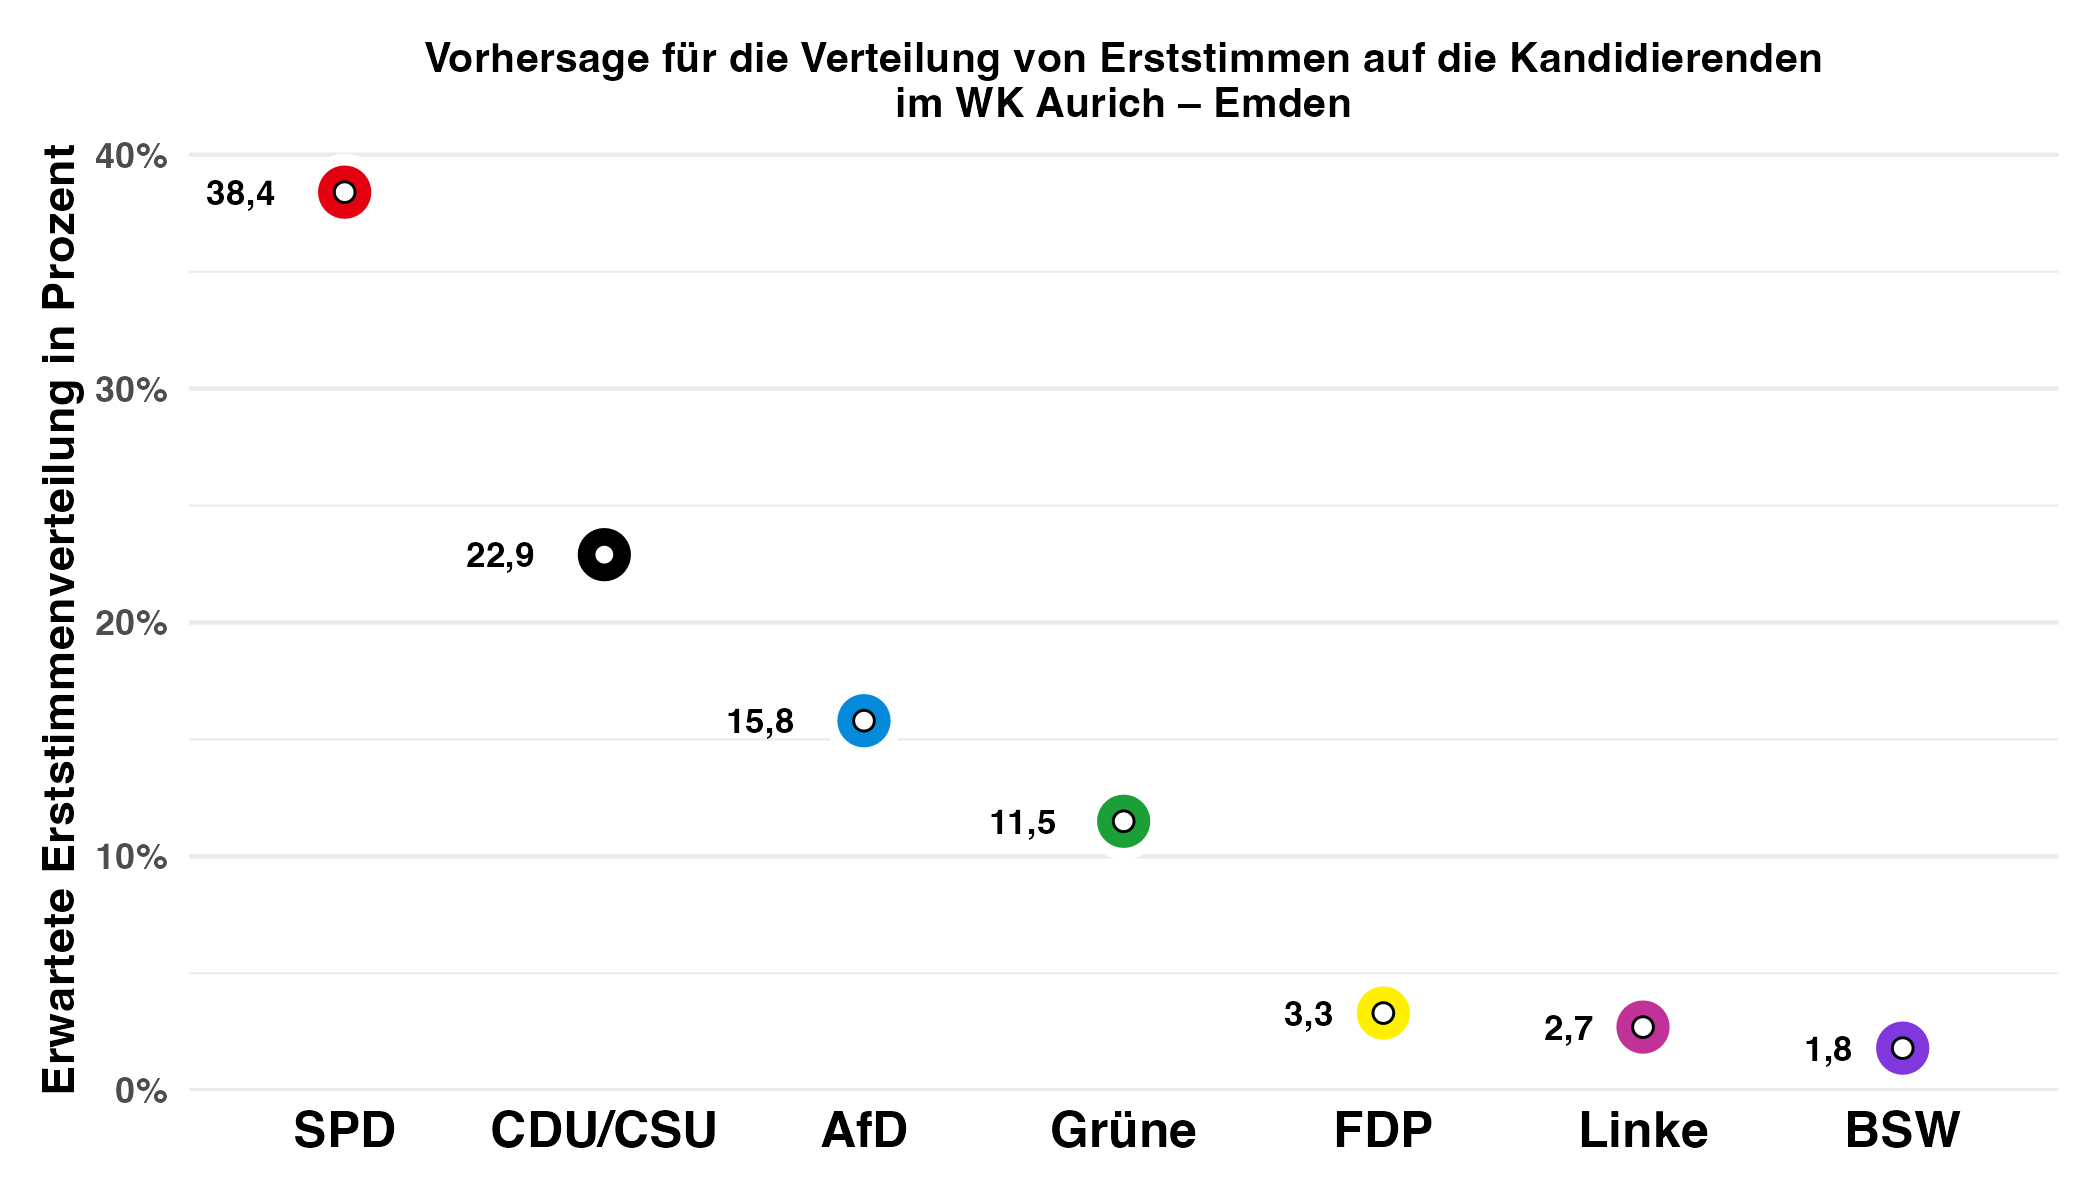 Vorhersage für die Verteilung von Erststimmen auf die Kandidierenden
im WK Aurich – Emden
Erwartete Erststimmenverteilung in Prozent
40%
30%
20%
10%
0%
38,4
22,9
15,8
11,5
3,3
2,7
1,8
SPD
CDU/CSU
AfD
Grüne
FDP
Linke
BSW